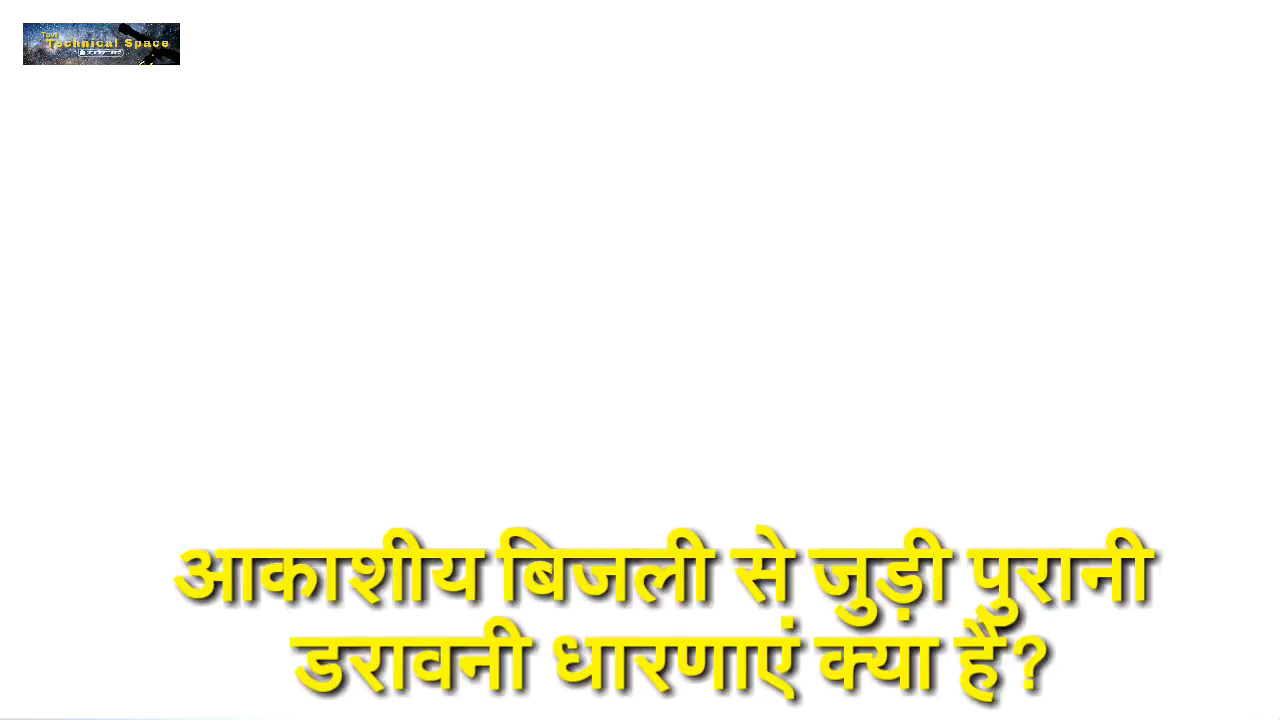 Technical Space
आकाशीय बिजली से जुड़ी पुरानी
डरावनी धारणाएं क्या हैं?